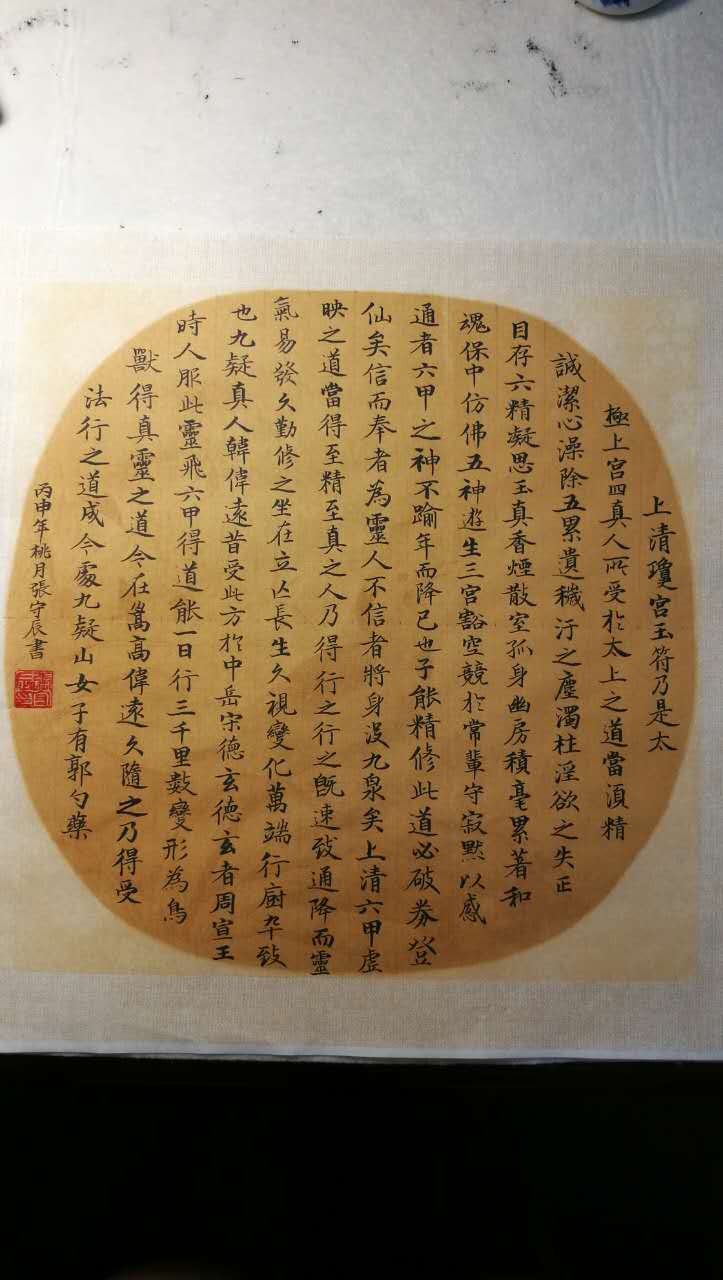 上清瓊宮玉符乃是太
極上宮四真人所受於太上之道當湏精
誠潔心澡除五累遺穢汙之塵濁杜淫欲之失正
目存六精凝思玉真香煙散室孤身幽房積毫累著和
魂保中仿佛五神遊生三宮豁空競於常輩守寂默以感
通者六甲之神不踰年而降已也子能精修此道必破券登
仙矣信而奉者為靈人不信者將身沒九泉矣上清六甲虛
映之道當得至精至真之人乃得行之行之既速致通降而靈
氣易發久勤修之坐在立亡長生久視變化萬端行廚卒致
也九疑真人韓偉遠昔受此方於中岳宋德玄德玄者周宣王
時人服此靈飛六甲得道能一日行三千里數變形為鳥
獸得真靈之道今在嵩高偉遠久隨之乃得受
法行之道成今處九疑山女子有郭勺藥
丙申年桃月張守辰書